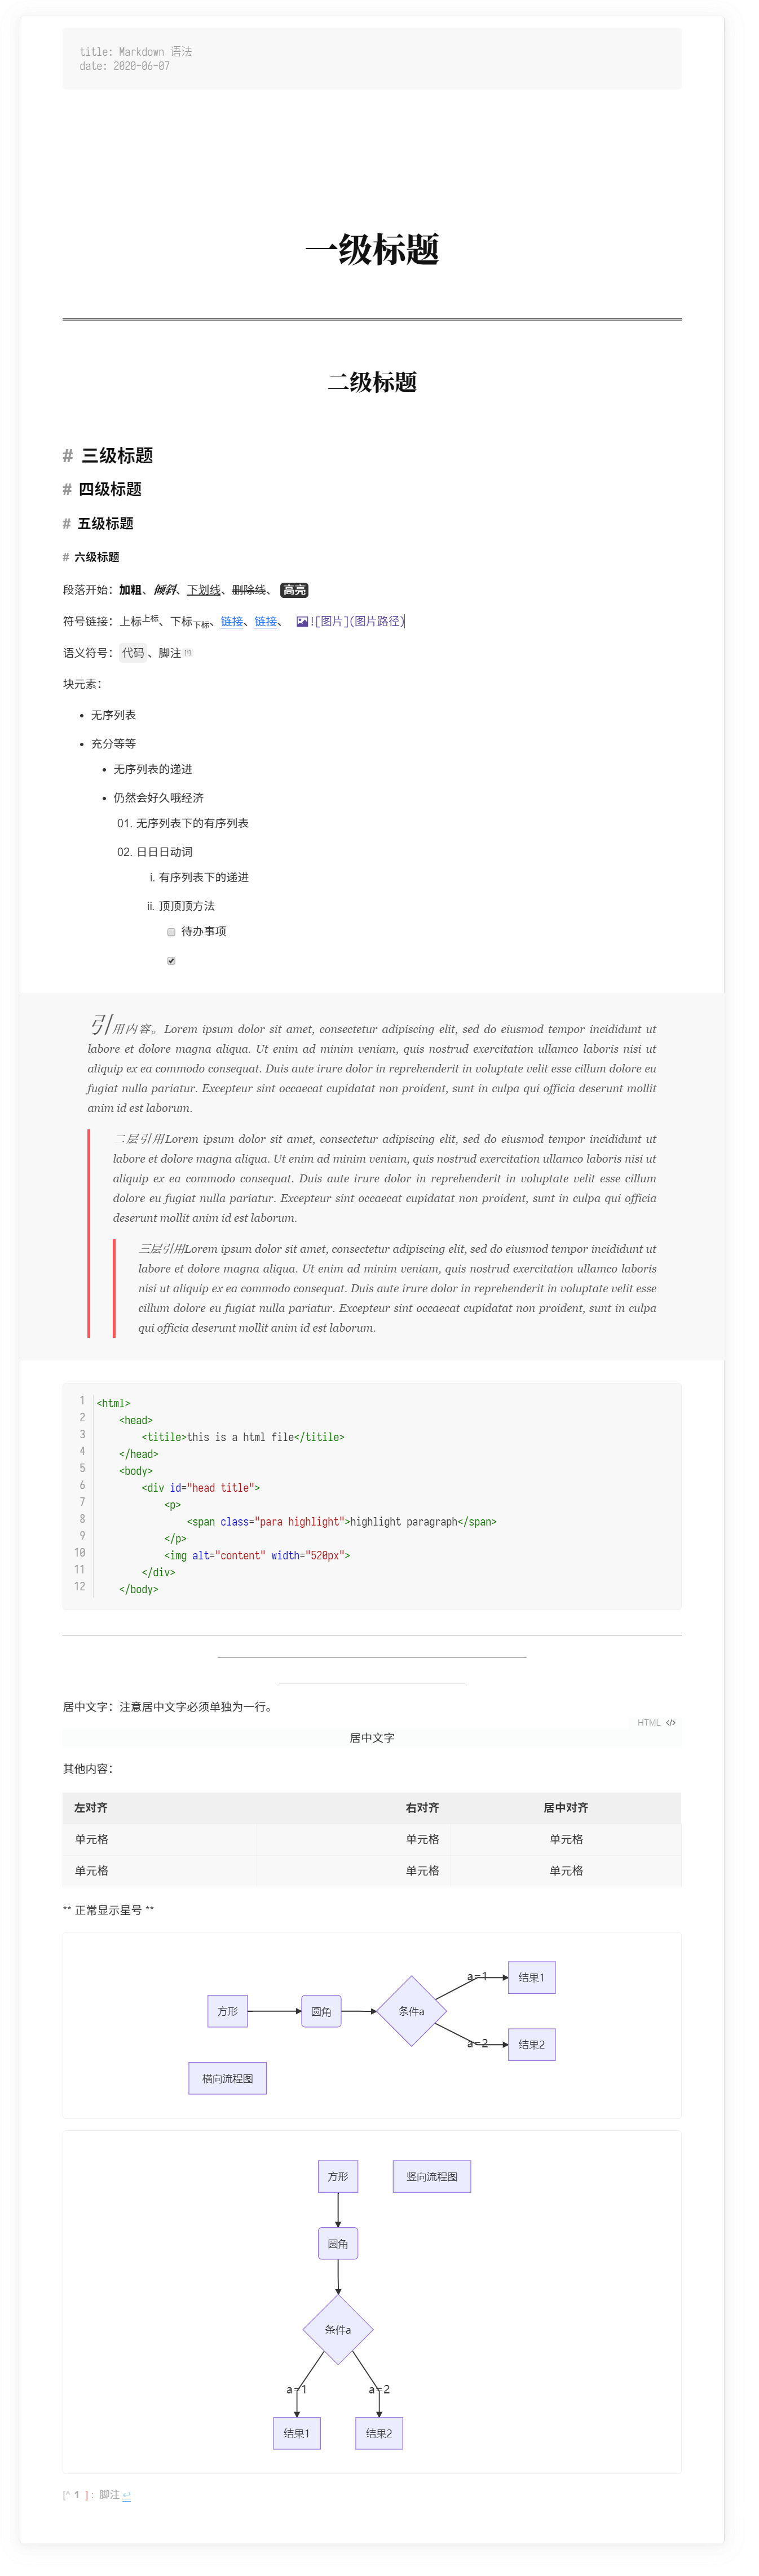 title: Markdown 语法
date: 2020-06-07
一级标题
二级标题
# 三级标题
# 四级标题
# 五级标题
# 六级标题
段落开始：加粗、倾斜、下划线、删除线、高亮
符号链接：上标上标、下标下标、链接、链接、![图片](图片路径)
语义符号：代码、脚注[1]
块元素：
• 无序列表
• 充分等等
• 无序列表的递进
• 仍然会好久哦经济
01. 无序列表下的有序列表
02. 日日日动词
i. 有序列表下的递进
ii. 顶顶顶方法
待办事项
引用内容。Lorem ipsum dolor sit amet, consectetur adipiscing elit, sed do eiusmod tempor incididunt ut
labore et dolore magna aliqua. Ut enim ad minim veniam, quis nostrud exercitation ullamco laboris nisi ut
aliquip ex ea commodo consequat. Duis aute irure dolor in reprehenderit in voluptate velit esse cillum dolore eu
fugiat nulla pariatur. Excepteur sint occaecat cupidatat non proident, sunt in culpa qui officia deserunt mollit
anim id est laborum.
二层引用Lorem ipsum dolor sit amet, consectetur adipiscing elit, sed do eiusmod tempor incididunt ut
labore et dolore magna aliqua. Ut enim ad minim veniam, quis nostrud exercitation ullamco laboris nisi ut
aliquip ex ea commodo consequat. Duis aute irure dolor in reprehenderit in voluptate velit esse cillum
dolore eu fugiat nulla pariatur. Excepteur sint occaecat cupidatat non proident, sunt in culpa qui officia
deserunt mollit anim id est laborum.
三层引用Lorem ipsum dolor sit amet, consectetur adipiscing elit, sed do eiusmod tempor incididunt ut
labore et dolore magna aliqua. Ut enim ad minim veniam, quis nostrud exercitation ullamco laboris
nisi ut aliquip ex ea commodo consequat. Duis aute irure dolor in reprehenderit in voluptate velit esse
cillum dolore eu fugiat nulla pariatur. Excepteur sint occaecat cupidatat non proident, sunt in culpa
qui officia deserunt mollit anim id est laborum.
1 <html>
2 <head>
3 <titile>this is a html file</titile>
4 </head>
5 <body>
6 <div id="head title">
7 <p>
8 <span class="para highlight">highlight paragraph</span>
9 </p>
10 <img alt="content" width="520px">
11 </div>
12 </body>
居中文字：注意居中文字必须单独为一行。
HTML </>
居中文字
其他内容：
左对齐 右对齐 居中对齐
单元格 单元格 单元格
单元格 单元格 单元格
** 正常显示星号 **
a=1 结果1
方形 圆角 条件a
a=2 结果2
横向流程图
方形 竖向流程图
圆角
条件a
a=1 a=2
结果1 结果2
[^ 1 ]： 脚注 ↩